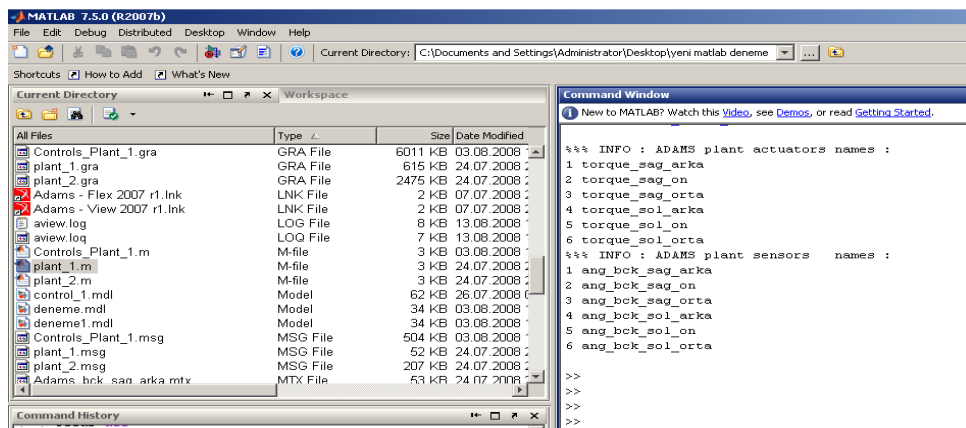 MATLAB 7.5.0 (R2007b)
File Edit Debug Distributed Desktop Window Help
Current Directory: C:\Documents and Settings\Administrator\Desktop\yeni matlab deneme
Shortcuts How to Add What's New
Current Directory Workspace
All Files Type Size Date Modified
Controls_Plant_1.gra GRA File 6011 KB 03.08.2008
plant_1.gra GRA File 615 KB 24.07.2008
plant_2.gra GRA File 2475 KB 24.07.2008
Adams - Flex 2007 r1.lnk LNK File 2 KB 07.07.2008
Adams - View 2007 r1.lnk LNK File 2 KB 07.07.2008
aview.log LOG File 8 KB 13.08.2008
aview.loq LOQ File 7 KB 13.08.2008
Controls_Plant_1.m M-file 3 KB 03.08.2008
plant_1.m M-file 3 KB 24.07.2008
plant_2.m M-file 3 KB 24.07.2008
control_1.mdl Model 62 KB 26.07.2008
deneme.mdl Model 34 KB 03.08.2008
deneme1.mdl Model 34 KB 03.08.2008
Controls_Plant_1.msg MSG File 504 KB 03.08.2008
plant_1.msg MSG File 52 KB 24.07.2008
plant_2.msg MSG File 207 KB 24.07.2008
Adams_bck_sag_arka.mtx MTX File 53 KB 24.07.2008
Command History
Command Window
New to MATLAB? Watch this Video, see Demos, or read Getting Started.
%%% INFO : ADAMS plant actuators names :
1 torque_sag_arka
2 torque_sag_on
3 torque_sag_orta
4 torque_sol_arka
5 torque_sol_on
6 torque_sol_orta
%%% INFO : ADAMS plant sensors names :
1 ang_bck_sag_arka
2 ang_bck_sag_on
3 ang_bck_sag_orta
4 ang_bck_sol_arka
5 ang_bck_sol_on
6 ang_bck_sol_orta
>>
>>
>>
>>